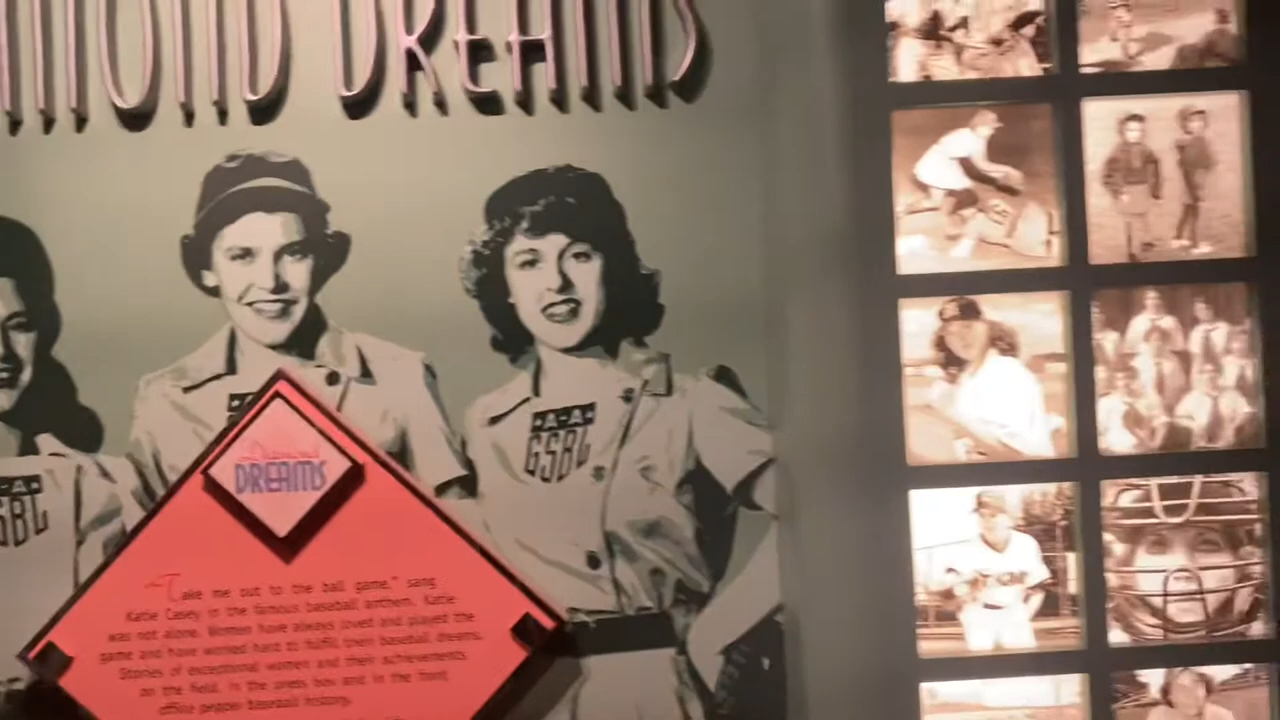 DREAMS
-A-A-
GSBL
DREAMS
"Take me out to the ball game," sang
Katie Casey in the famous baseball anthem. Katie
was not alone. Women have always loved and played the
game and have worked hard to fulfill their baseball dreams.
Stories of exceptional women and their achievements
on the field, in the press box and in the front
office pepper baseball history.